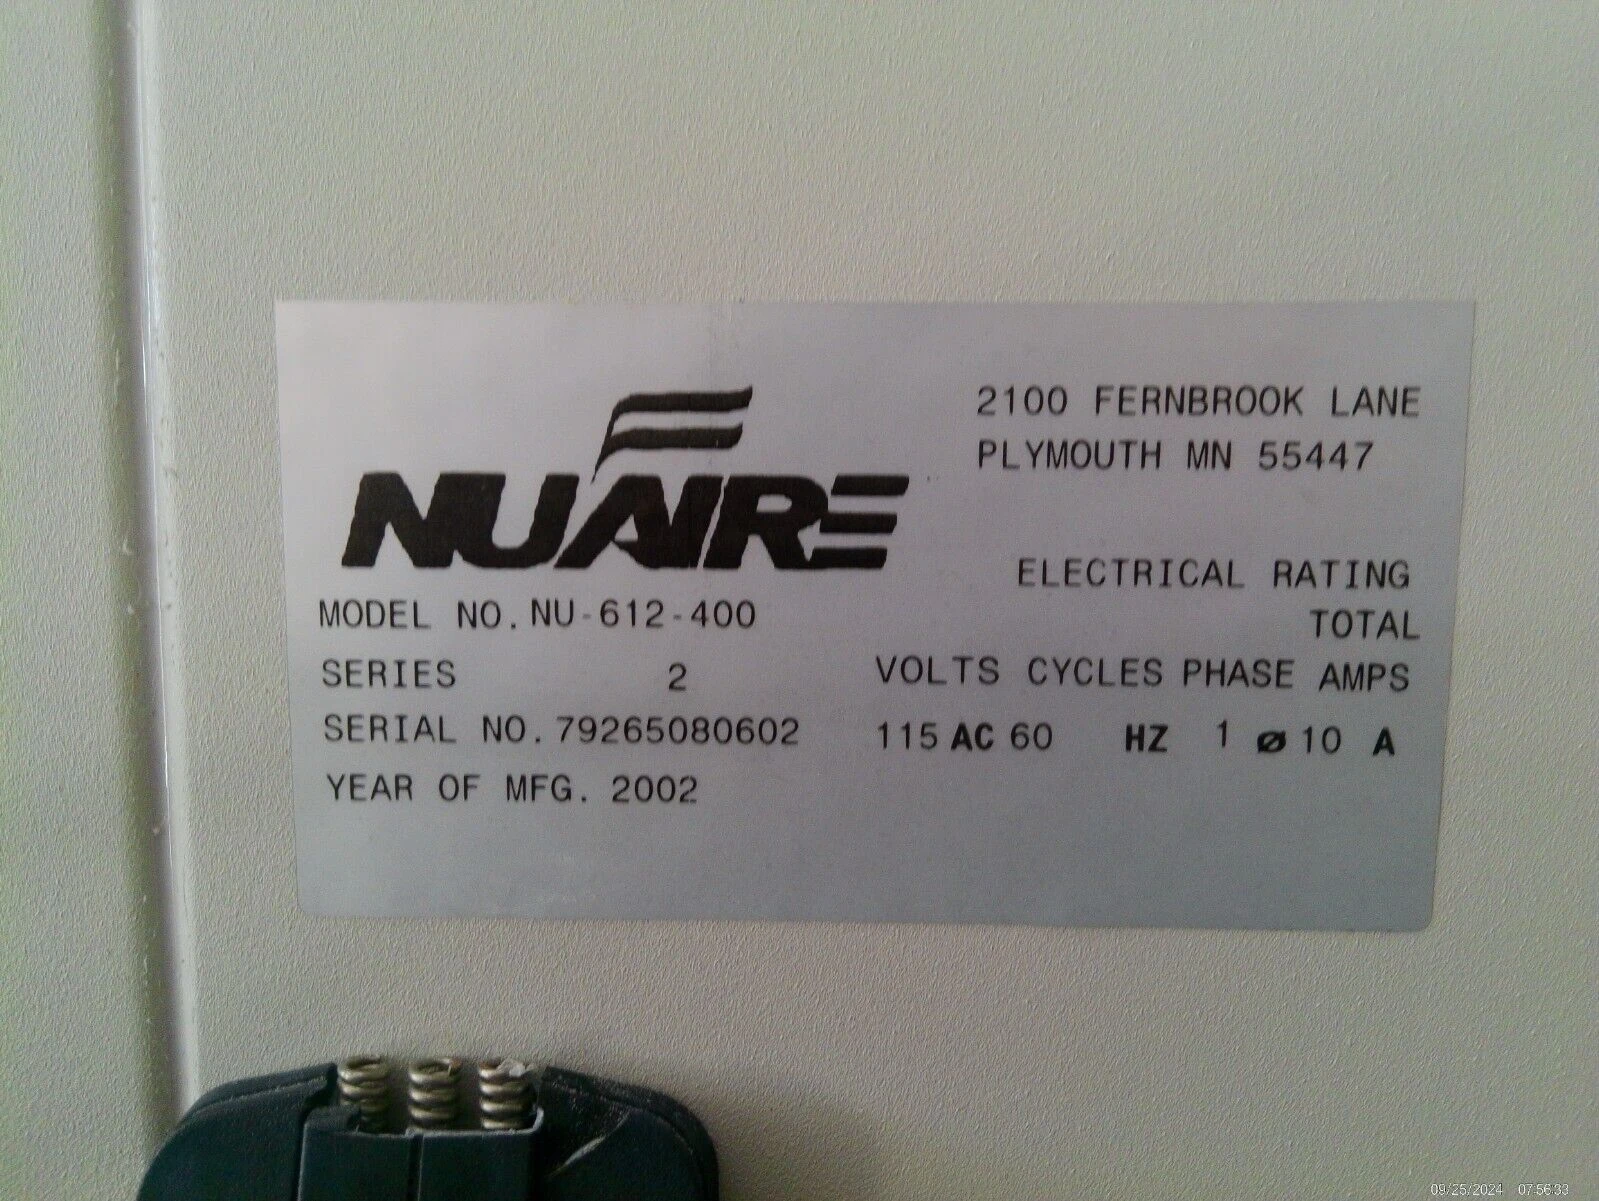 NUAIRE
2100 FERNBROOK LANE
PLYMOUTH MN 55447
MODEL NO. NU-612-400
SERIES 2
SERIAL NO. 79265080602
YEAR OF MFG. 2002
ELECTRICAL RATING
TOTAL
VOLTS CYCLES PHASE AMPS
115 AC 60 HZ 1 ø 10 A
09/25/2024 07:56:33